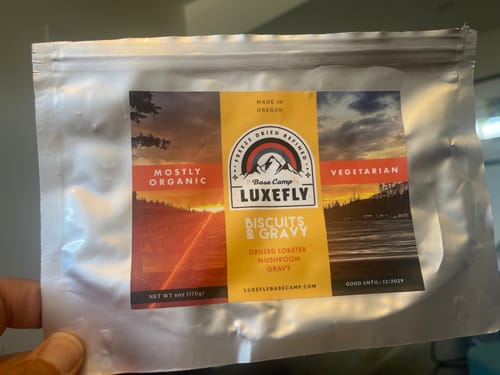 MADE IN
OREGON
FREEZE DRIED REFINED
Base Camp
LUXEFLY
MOSTLY
ORGANIC
VEGETARIAN
BISCUITS
& GRAVY
GRILLED LOBSTER
MUSHROOM
GRAVY
LUXEFLYBASECAMP.COM
NET WT 6oz (170g)
GOOD UNTIL: 12/2029